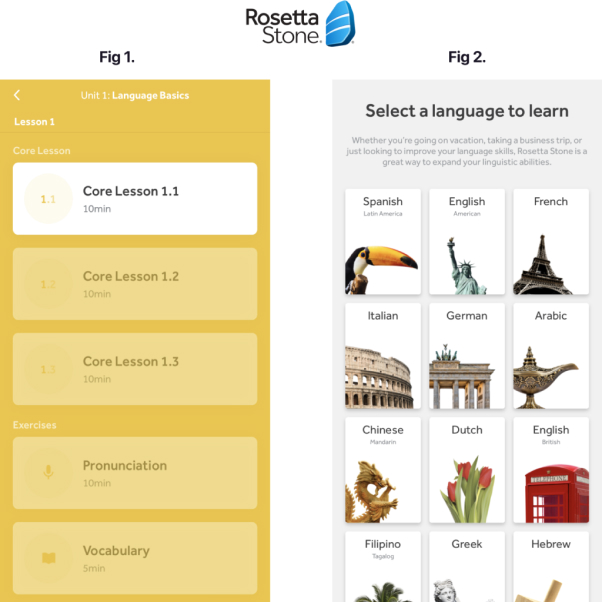 Rosetta
Stone
Fig 1.
Fig 2.
Unit 1: Language Basics
Lesson 1
Core Lesson
1.1
Core Lesson 1.1
10min
1.2
Core Lesson 1.2
10min
1.3
Core Lesson 1.3
10min
Exercises
Pronunciation
10min
Vocabulary
5min
Select a language to learn
Whether you're going on vacation, taking a business trip, or
just looking to improve your language skills, Rosetta Stone is a
great way to expand your linguistic abilities.
Spanish
Latin America
English
American
French
Italian
German
Arabic
Chinese
Mandarin
Dutch
English
British
TELEPHONE
Filipino
Tagalog
Greek
Hebrew